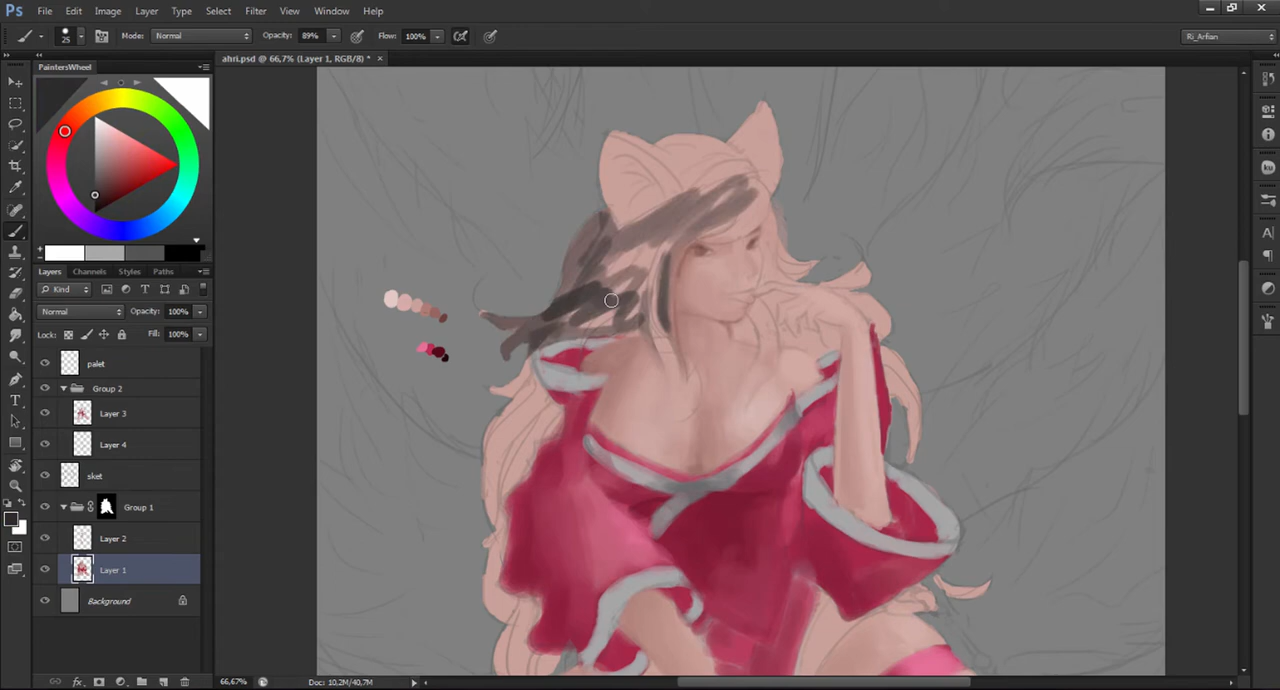 Ps File Edit Image Layer Type Select Filter View Window Help
25 Mode: Normal Opacity: 89% Flow: 100% Ri_Arfian
ahri.psd @ 66,7% (Layer 1, RGB/8) * ×
PaintersWheel
Layers Channels Styles Paths
Kind
Normal Opacity: 100%
Lock: Fill: 100%
palet
Group 2
Layer 3
Layer 4
sket
Group 1
Layer 2
Layer 1
Background
66,67% Doc: 10,2M/40,7M